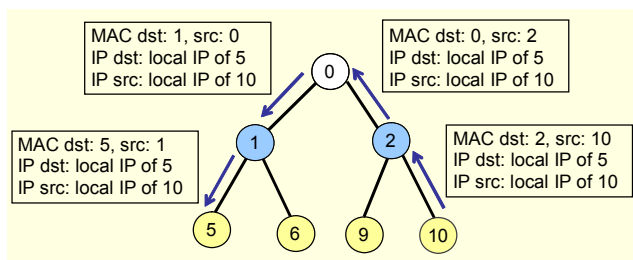 MAC dst: 1, src: 0
IP dst: local IP of 5
IP src: local IP of 10
MAC dst: 0, src: 2
IP dst: local IP of 5
IP src: local IP of 10
0
MAC dst: 5, src: 1
IP dst: local IP of 5
IP src: local IP of 10
1
2
MAC dst: 2, src: 10
IP dst: local IP of 5
IP src: local IP of 10
5
6
9
10